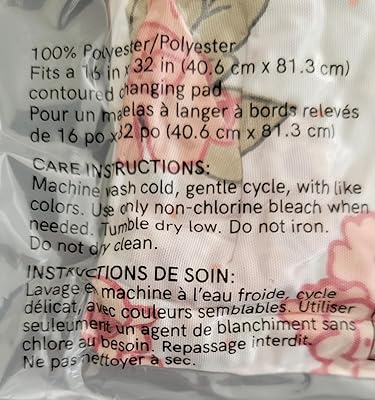 100% Polyester/Polyester
Fits a 16 in x 32 in (40.6 cm x 81.3 cm)
contoured changing pad
Pour un matelas à langer à bords relevés
de 16 po x 32 po (40.6 cm x 81.3 cm)
CARE INSTRUCTIONS:
Machine wash cold, gentle cycle, with like
colors. Use only non-chlorine bleach when
needed. Tumble dry low. Do not iron.
Do not dry clean.
INSTRUCTIONS DE SOIN:
Lavage en machine à l'eau froide, cycle
délicat, avec couleurs semblables. Utiliser
seulement un agent de blanchiment sans
chlore au besoin. Repassage interdit.
Ne pas nettoyer à sec.